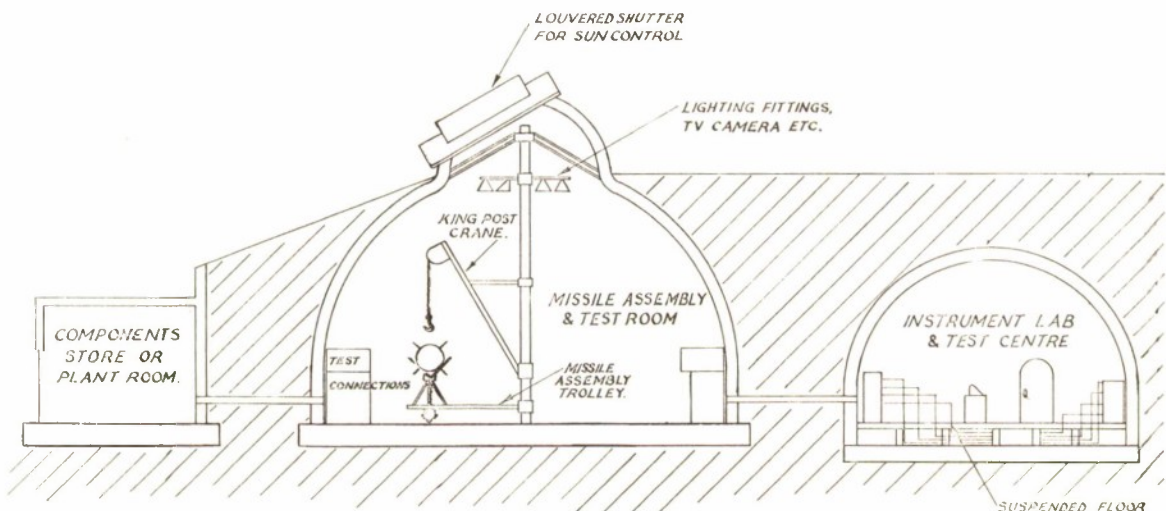 LOUVERED SHUTTER
FOR SUN CONTROL
LIGHTING FITTINGS,
TV CAMERA ETC.
KING POST
CRANE.
MISSILE ASSEMBLY
& TEST ROOM
COMPONENTS
STORE OR
PLANT ROOM.
TEST
CONNECTIONS
MISSILE
ASSEMBLY
TROLLEY.
INSTRUMENT LAB
& TEST CENTRE
SUSPENDED FLOOR